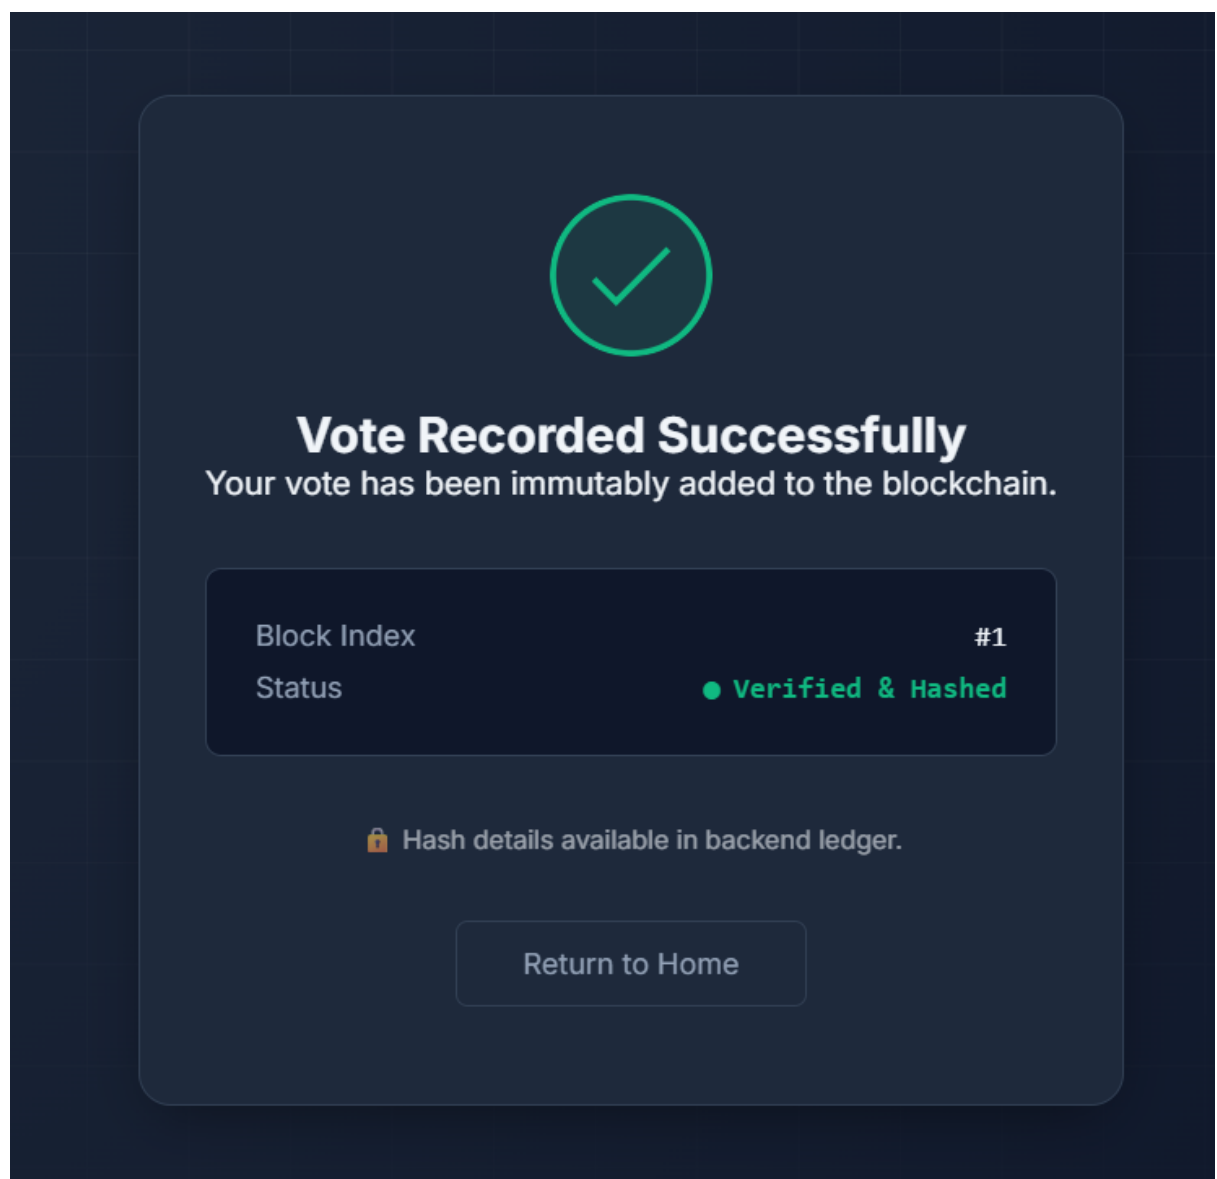 Vote Recorded Successfully
Your vote has been immutably added to the blockchain.
Block Index #1
Status Verified & Hashed
🔒 Hash details available in backend ledger.
Return to Home